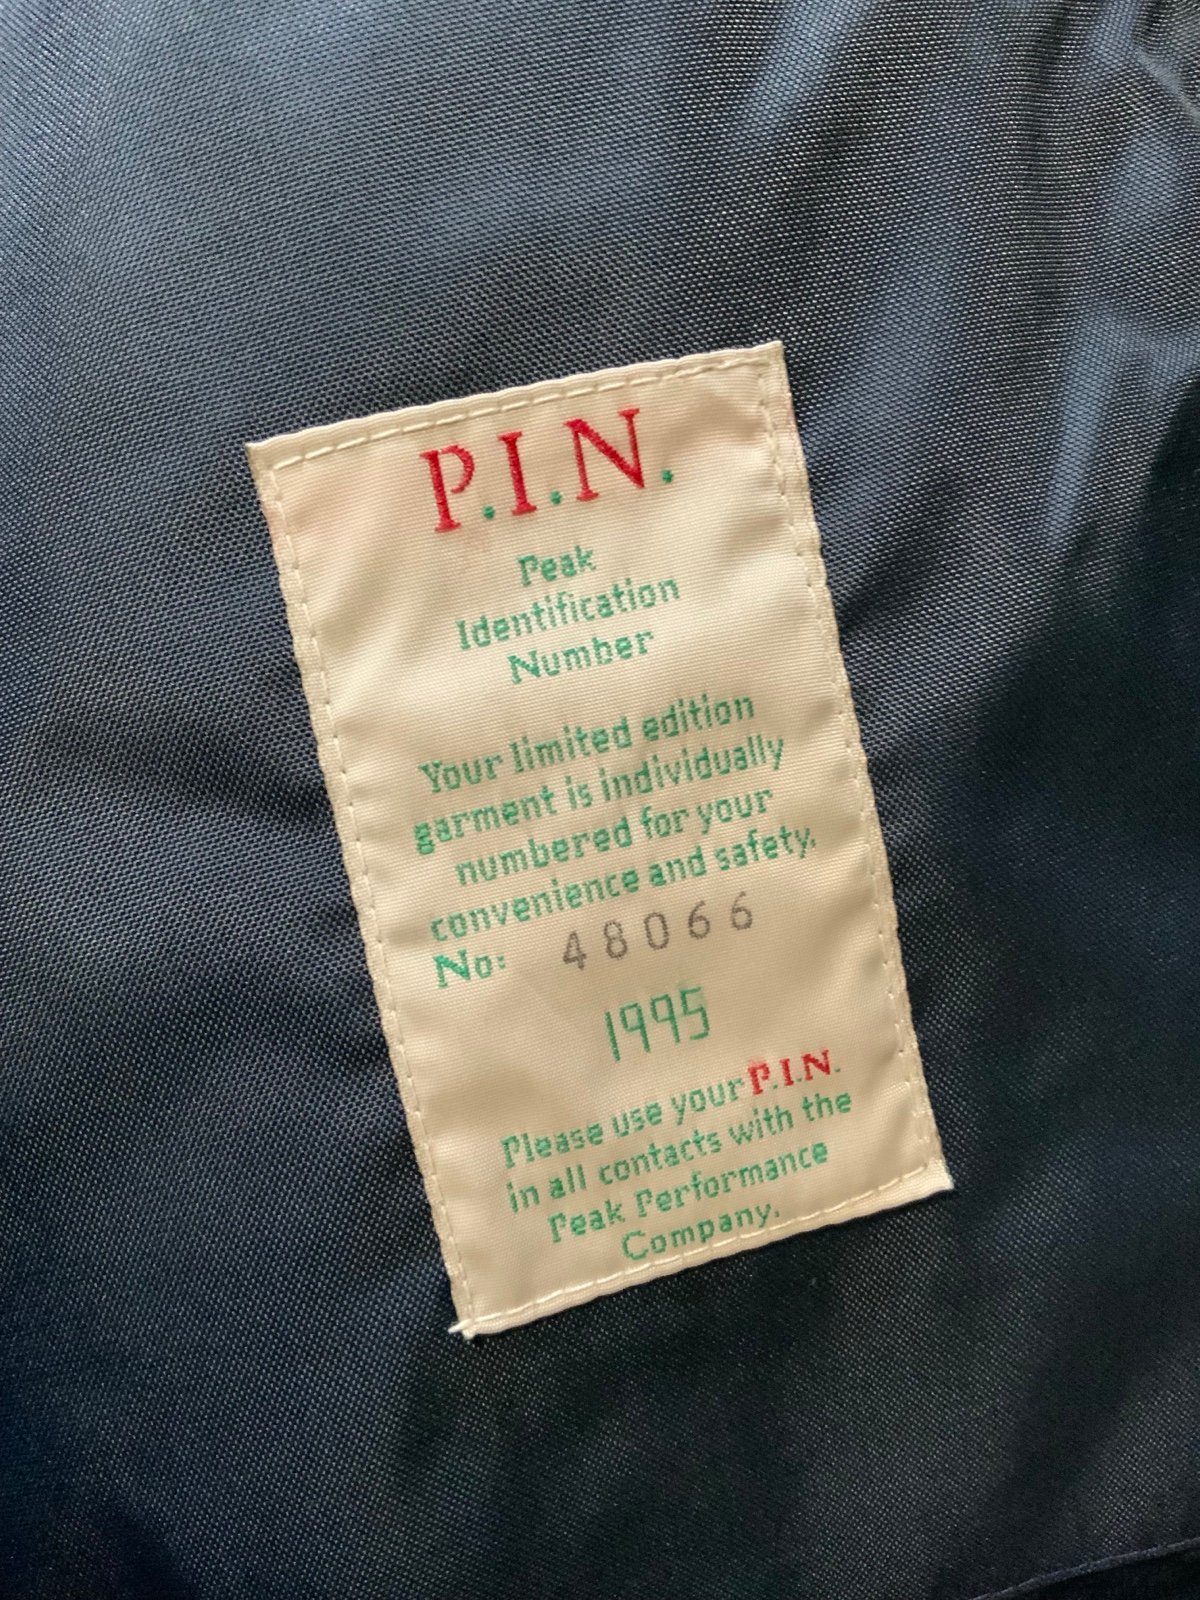 P.I.N.
Peak
Identification
Number
Your limited edition
garment is individually
numbered for your
convenience and safety.
No: 48066
1995
Please use your P.I.N.
in all contacts with the
Peak Performance
Company.